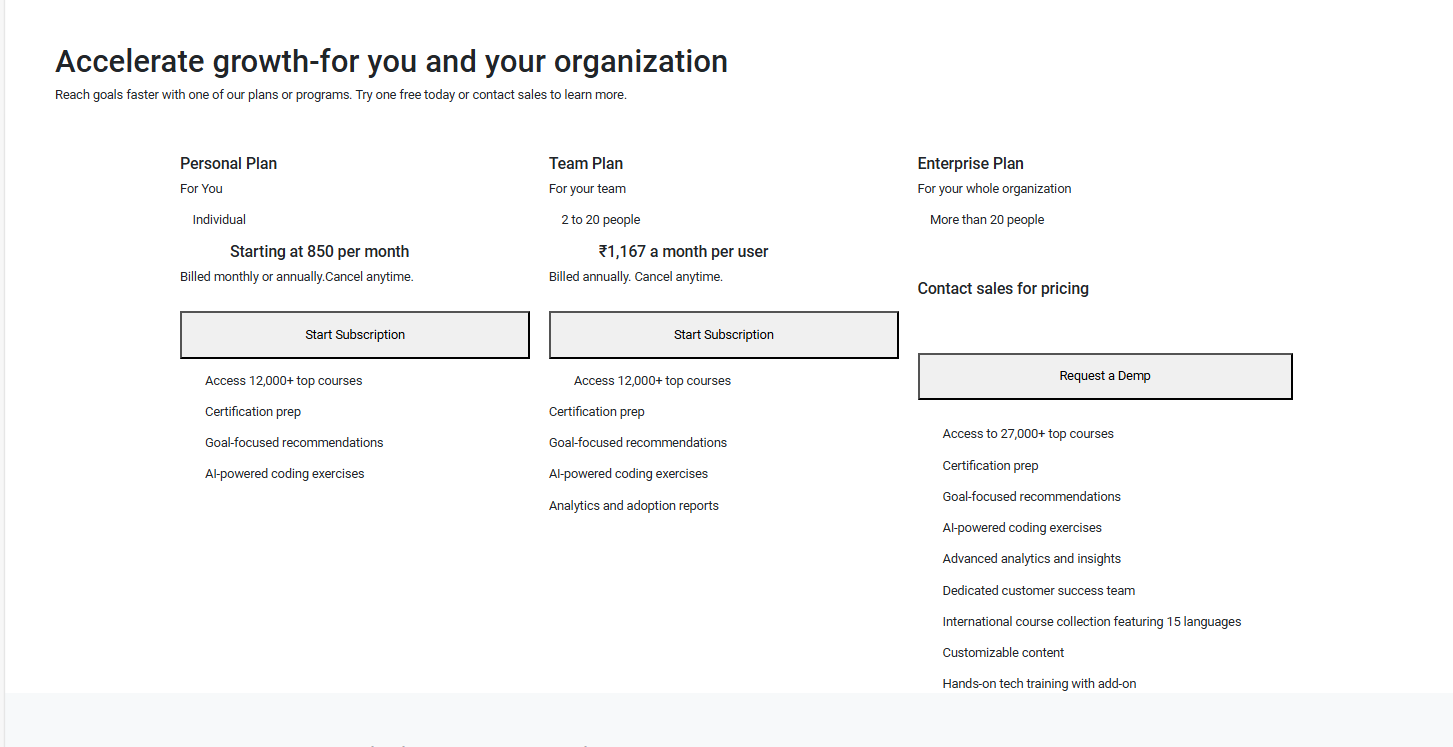 Accelerate growth-for you and your organization
Reach goals faster with one of our plans or programs. Try one free today or contact sales to learn more.
Personal Plan
For You
Individual
Starting at 850 per month
Billed monthly or annually.Cancel anytime.
Start Subscription
Access 12,000+ top courses
Certification prep
Goal-focused recommendations
AI-powered coding exercises
Team Plan
For your team
2 to 20 people
₹1,167 a month per user
Billed annually. Cancel anytime.
Start Subscription
Access 12,000+ top courses
Certification prep
Goal-focused recommendations
AI-powered coding exercises
Analytics and adoption reports
Enterprise Plan
For your whole organization
More than 20 people
Contact sales for pricing
Request a Demp
Access to 27,000+ top courses
Certification prep
Goal-focused recommendations
AI-powered coding exercises
Advanced analytics and insights
Dedicated customer success team
International course collection featuring 15 languages
Customizable content
Hands-on tech training with add-on